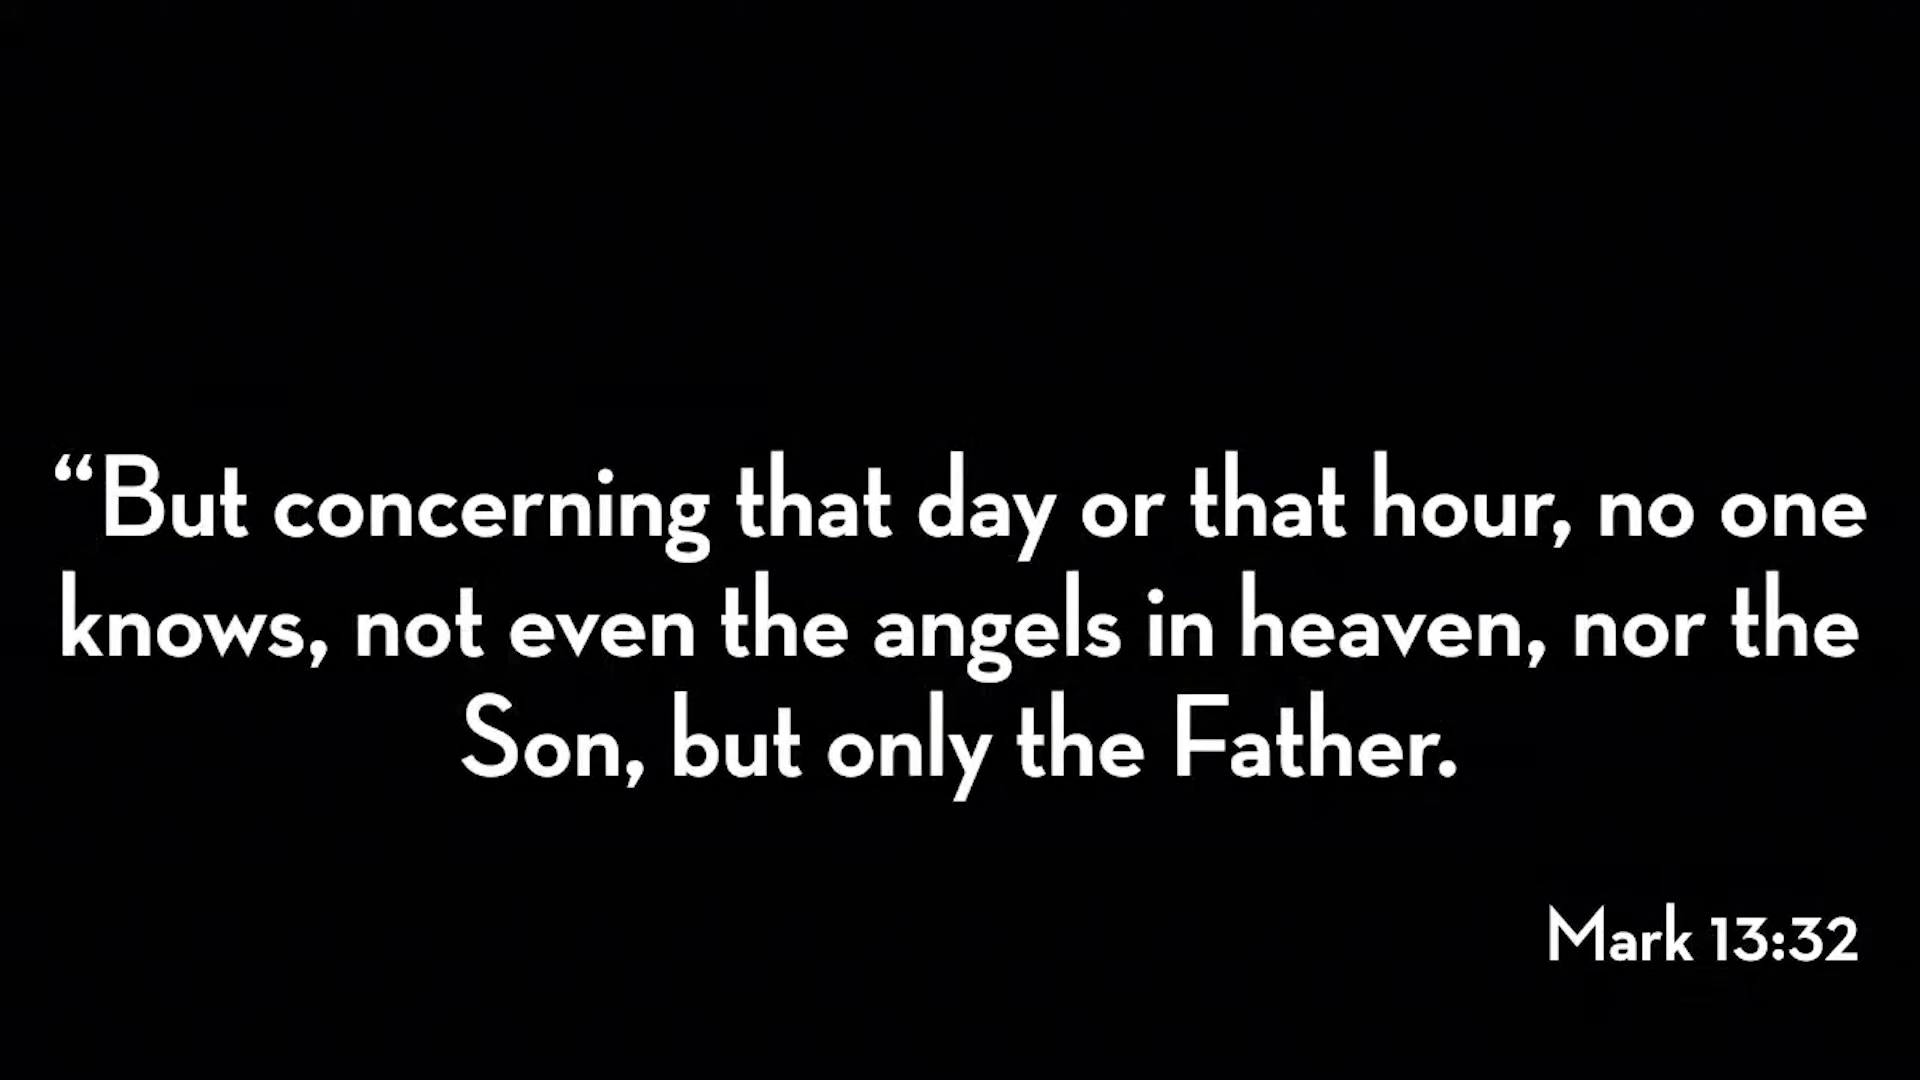 “But concerning that day or that hour, no one
knows, not even the angels in heaven, nor the
Son, but only the Father.
Mark 13:32